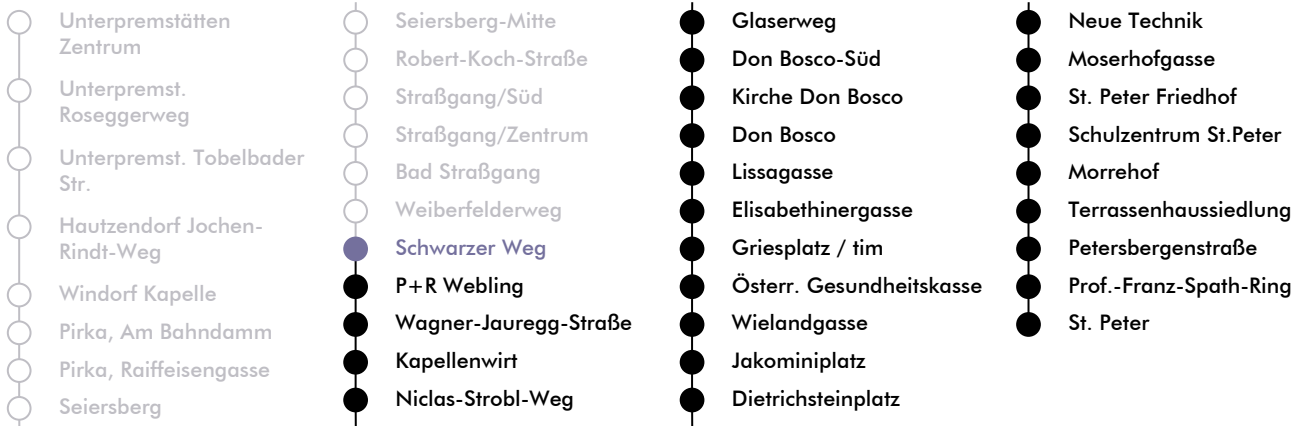 Unterpremstätten
Zentrum
Unterpremst.
Roseggerweg
Unterpremst. Tobelbader
Str.
Hautzendorf Jochen-
Rindt-Weg
Windorf Kapelle
Pirka, Am Bahndamm
Pirka, Raiffeisengasse
Seiersberg
Seiersberg-Mitte
Robert-Koch-Straße
Straßgang/Süd
Straßgang/Zentrum
Bad Straßgang
Weiberfelderweg
Schwarzer Weg
P+R Webling
Wagner-Jauregg-Straße
Kapellenwirt
Niclas-Strobl-Weg
Glaserweg
Don Bosco-Süd
Kirche Don Bosco
Don Bosco
Lissagasse
Elisabethinergasse
Griesplatz / tim
Österr. Gesundheitskasse
Wielandgasse
Jakominiplatz
Dietrichsteinplatz
Neue Technik
Moserhofgasse
St. Peter Friedhof
Schulzentrum St.Peter
Morrehof
Terrassenhaussiedlung
Petersbergenstraße
Prof.-Franz-Spath-Ring
St. Peter